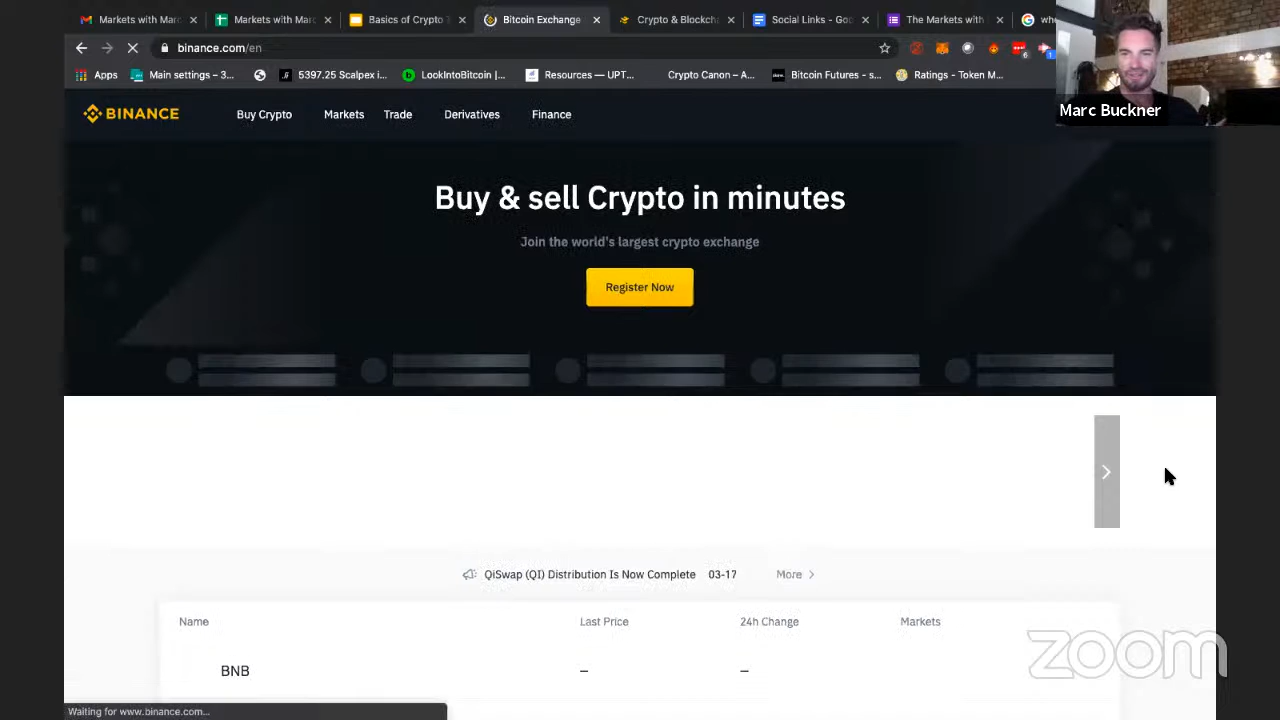 Markets with Marc
Markets with Mar
Basics of Crypto
Bitcoin Exchange
Crypto & Blockcha
Social Links - Goo
The Markets with
binance.com/en
6
Apps
Main settings – 3...
5397.25 Scalpex i...
LookIntoBitcoin |...
Resources — UPT...
Crypto Canon – A...
Bitcoin Futures - s...
Ratings - Token M...
Marc Buckner
BINANCE
Buy Crypto
Markets
Trade
Derivatives
Finance
Buy & sell Crypto in minutes
Join the world's largest crypto exchange
Register Now
QiSwap (QI) Distribution Is Now Complete 03-17
More
Name
Last Price
24h Change
Markets
BNB
–
–
zoom
Waiting for www.binance.com...